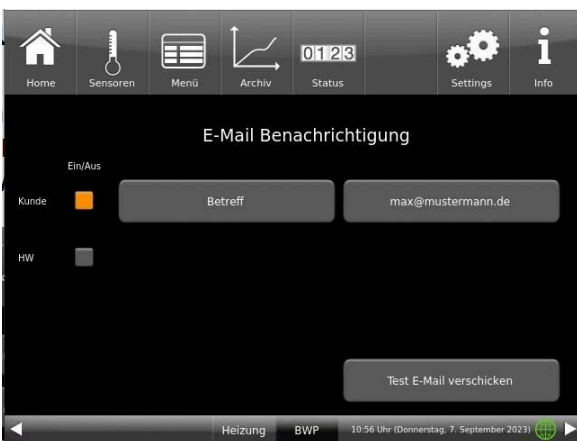 0123
Home Sensoren Menü Archiv Status Settings Info
E-Mail Benachrichtigung
Ein/Aus
Kunde Betreff max@mustermann.de
HW
Test E-Mail verschicken
Heizung BWP 10:56 Uhr (Donnerstag, 7. September 2023)